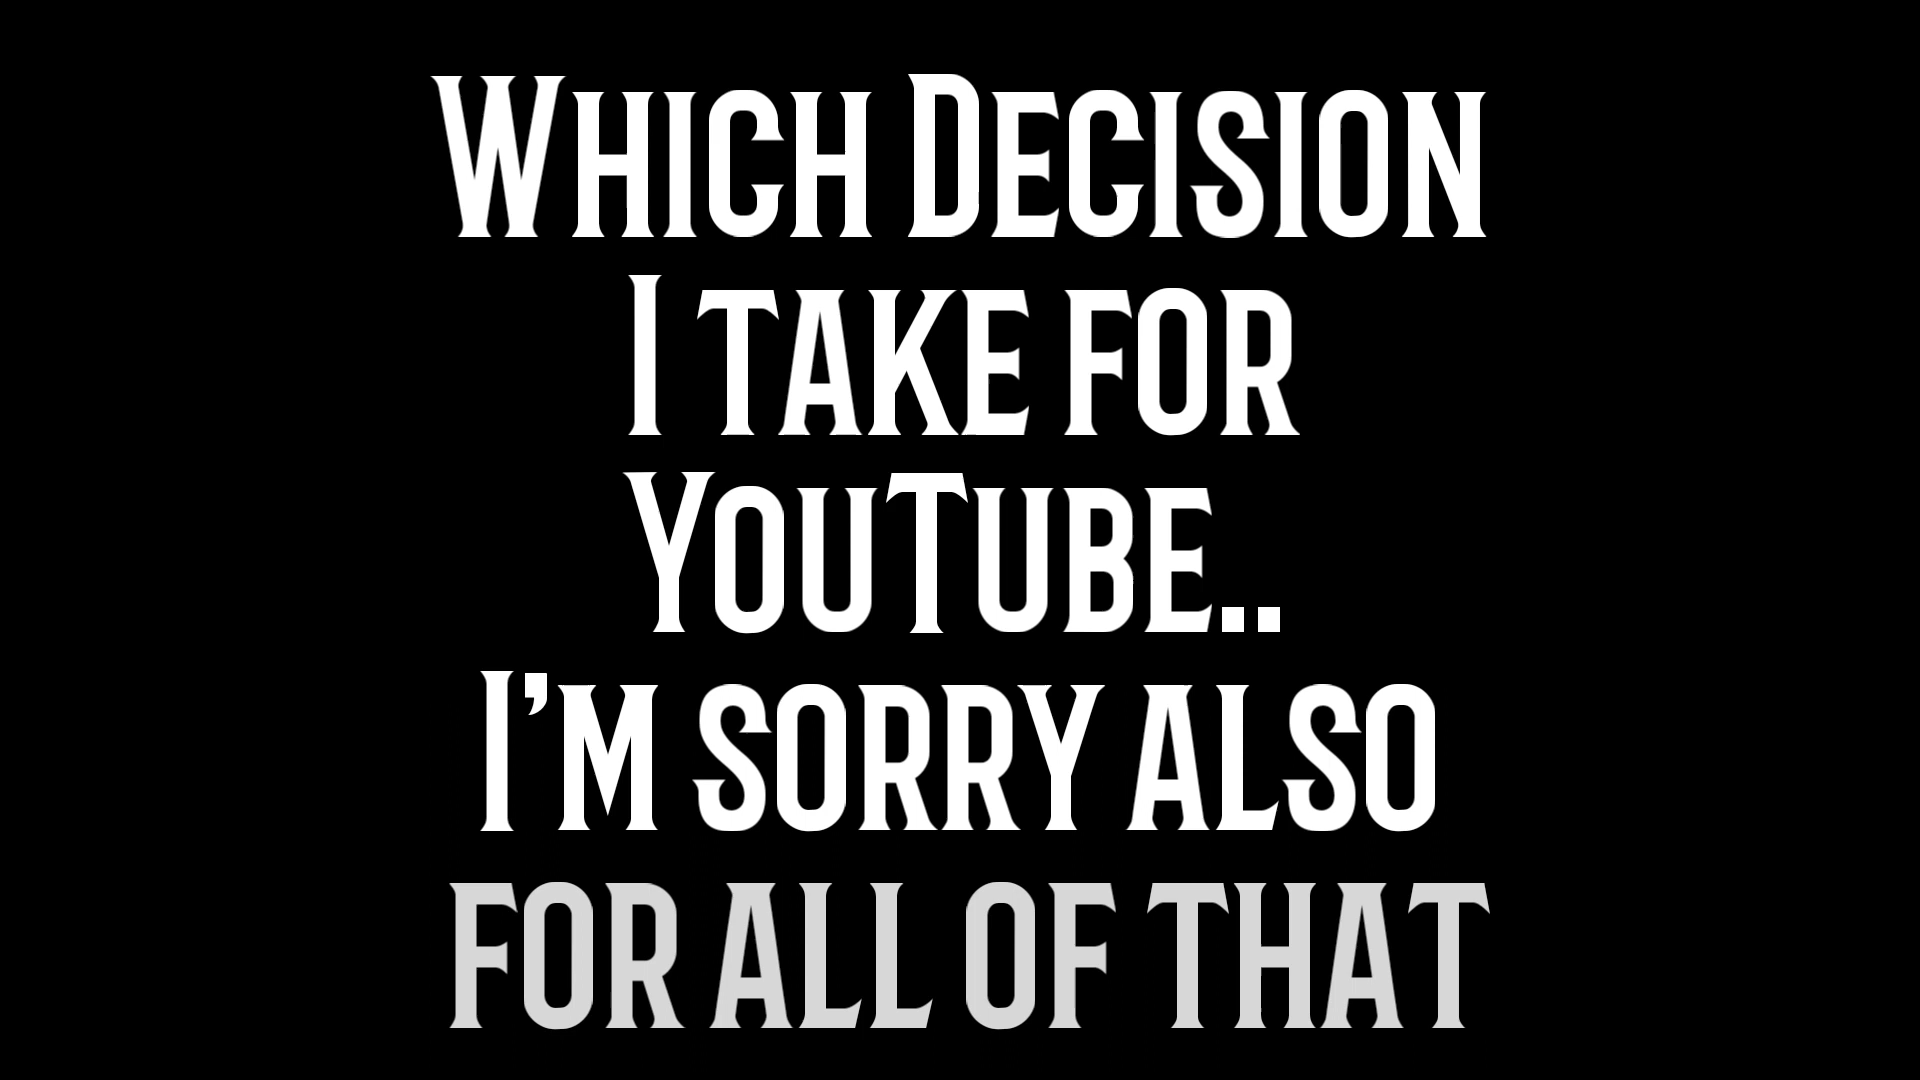 Which Decision
I take for
YouTube..
I'm sorry also
for all of that